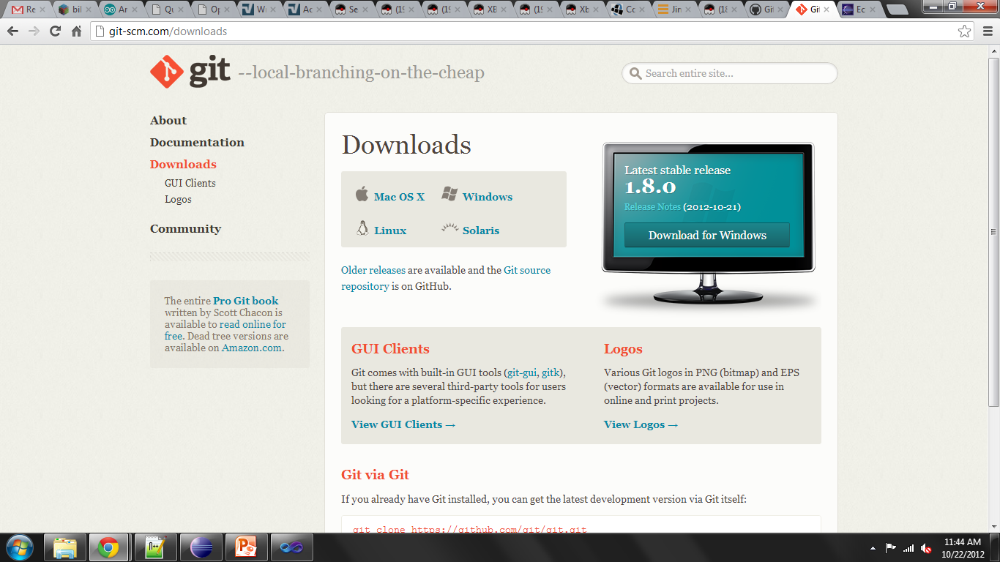 Re
bil
Ar
Qu
Op
W
Ac
Se
(19
(19
XB
(19
Xb
Co
Jin
(18
Git
Git
Ec
git-scm.com/downloads
git --local-branching-on-the-cheap
Search entire site...
About
Documentation
Downloads
GUI Clients
Logos
Community
The entire Pro Git book
written by Scott Chacon is
available to read online for
free. Dead tree versions are
available on Amazon.com.
Downloads
Mac OS X
Windows
Linux
Solaris
Older releases are available and the Git source
repository is on GitHub.
Latest stable release
1.8.0
Release Notes (2012-10-21)
Download for Windows
GUI Clients
Git comes with built-in GUI tools (git-gui, gitk),
but there are several third-party tools for users
looking for a platform-specific experience.
View GUI Clients →
Logos
Various Git logos in PNG (bitmap) and EPS
(vector) formats are available for use in
online and print projects.
View Logos →
Git via Git
If you already have Git installed, you can get the latest development version via Git itself:
git clone https://github.com/git/git.git
11:44 AM
10/22/2012